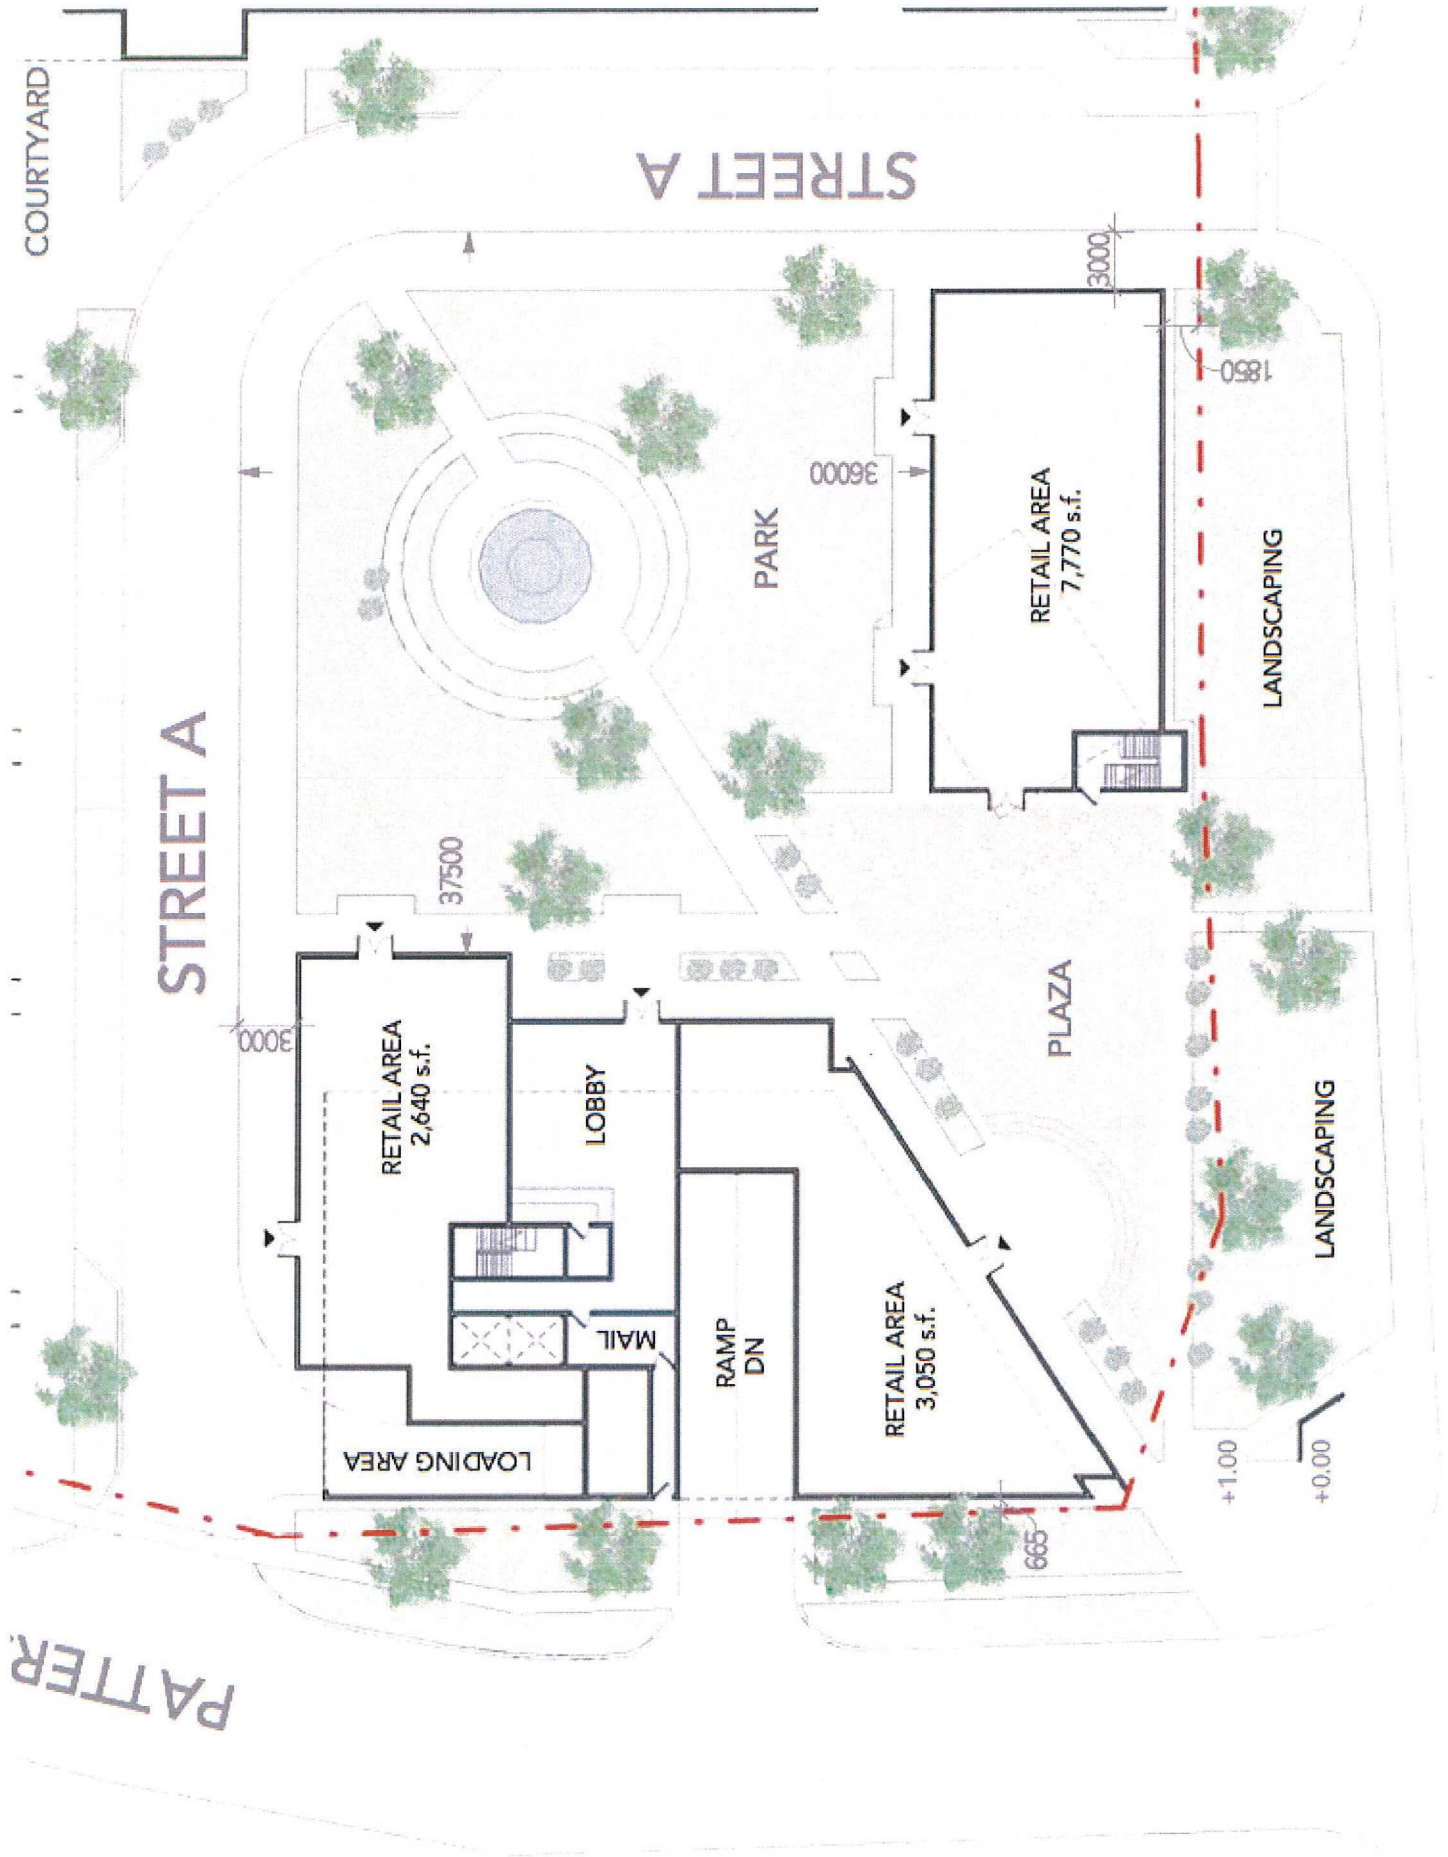 COURTYARD
STREET A
STREET A
3000
1850
36000
PARK
RETAIL AREA
7,770 s.f.
LANDSCAPING
37500
3000
RETAIL AREA
2,640 s.f.
LOBBY
PLAZA
MAIL
RAMP
DN
RETAIL AREA
3,050 s.f.
LOADING AREA
LANDSCAPING
+1.00
+0.00
665
PATTER